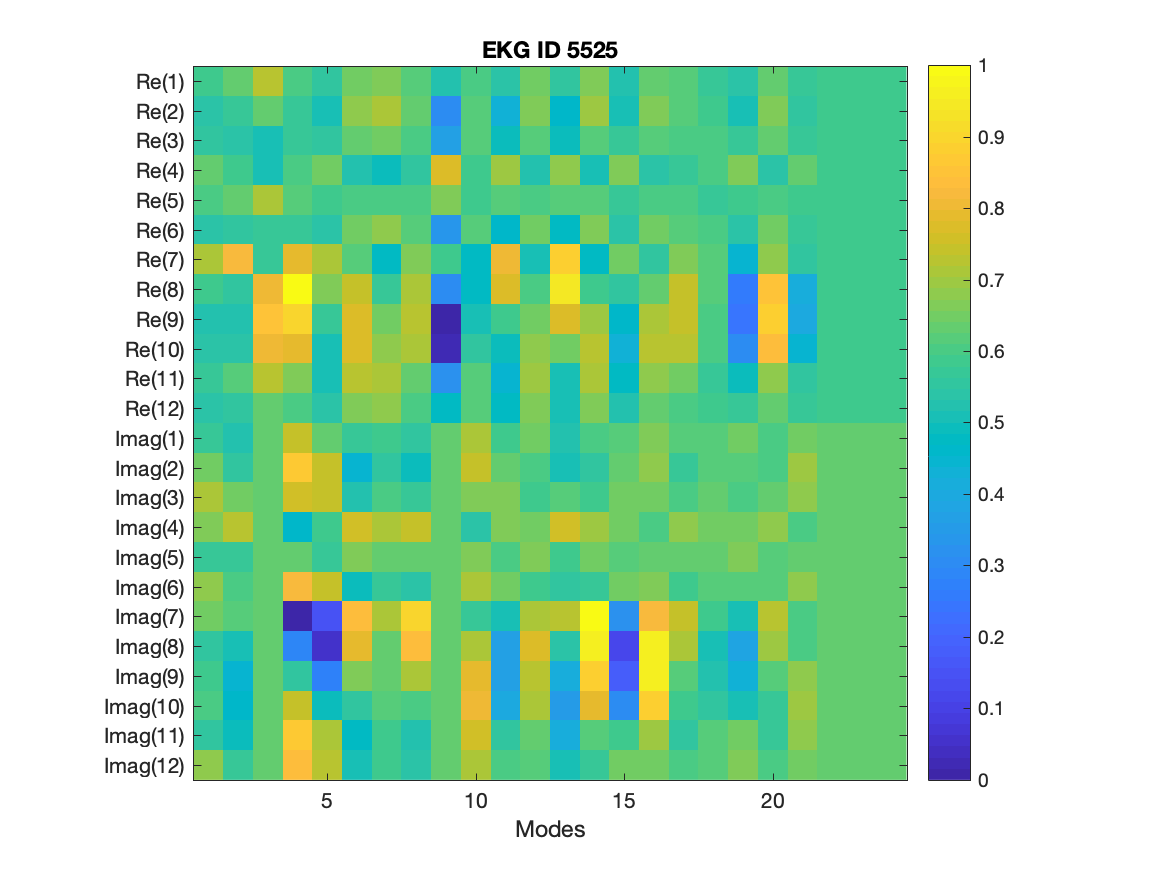 EKG ID 5525
Re(1)
Re(2)
Re(3)
Re(4)
Re(5)
Re(6)
Re(7)
Re(8)
Re(9)
Re(10)
Re(11)
Re(12)
Imag(1)
Imag(2)
Imag(3)
Imag(4)
Imag(5)
Imag(6)
Imag(7)
Imag(8)
Imag(9)
Imag(10)
Imag(11)
Imag(12)
5 10 15 20
Modes
1
0.9
0.8
0.7
0.6
0.5
0.4
0.3
0.2
0.1
0